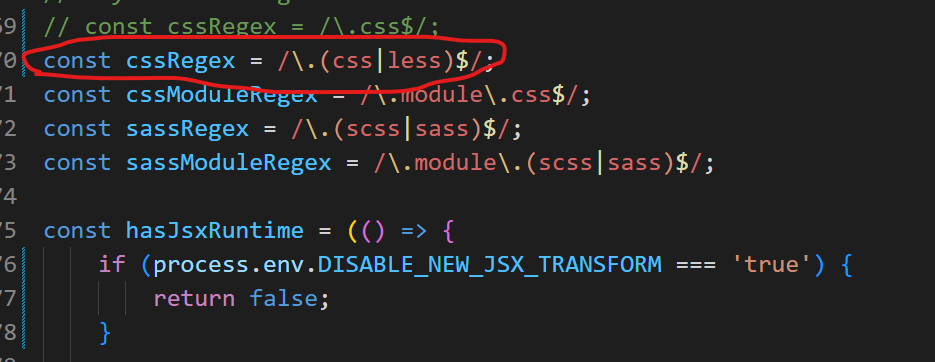 69 // const cssRegex = /\.css$/;
70 const cssRegex = /\.(css|less)$/;
71 const cssModuleRegex = /\.module\.css$/;
72 const sassRegex = /\.(scss|sass)$/;
73 const sassModuleRegex = /\.module\.(scss|sass)$/;
74
75 const hasJsxRuntime = (() => {
76 if (process.env.DISABLE_NEW_JSX_TRANSFORM === 'true') {
77 return false;
78 }